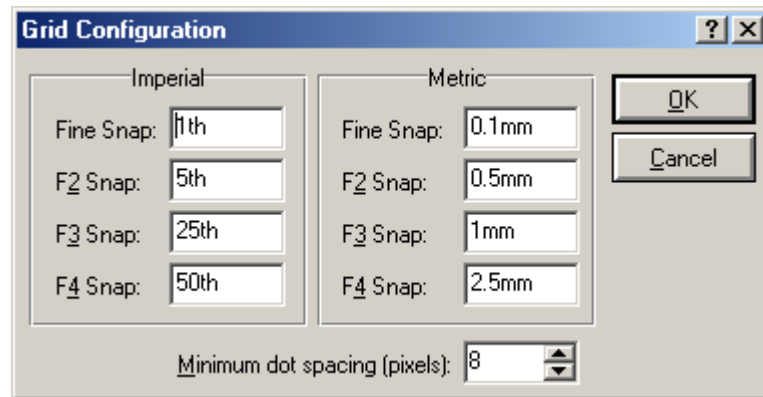 Grid Configuration
Imperial
Fine Snap: 1th
F2 Snap: 5th
F3 Snap: 25th
F4 Snap: 50th
Metric
Fine Snap: 0.1mm
F2 Snap: 0.5mm
F3 Snap: 1mm
F4 Snap: 2.5mm
OK
Cancel
Minimum dot spacing (pixels): 8